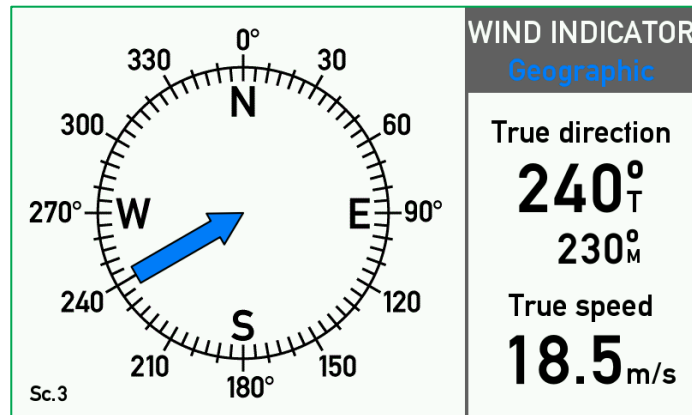 WIND INDICATOR
Geographic
0°
30
60
90°
120
150
180°
210
240
270°
300
330
N
E
S
W
Sc.3
True direction
240°T
230°M
True speed
18.5m/s